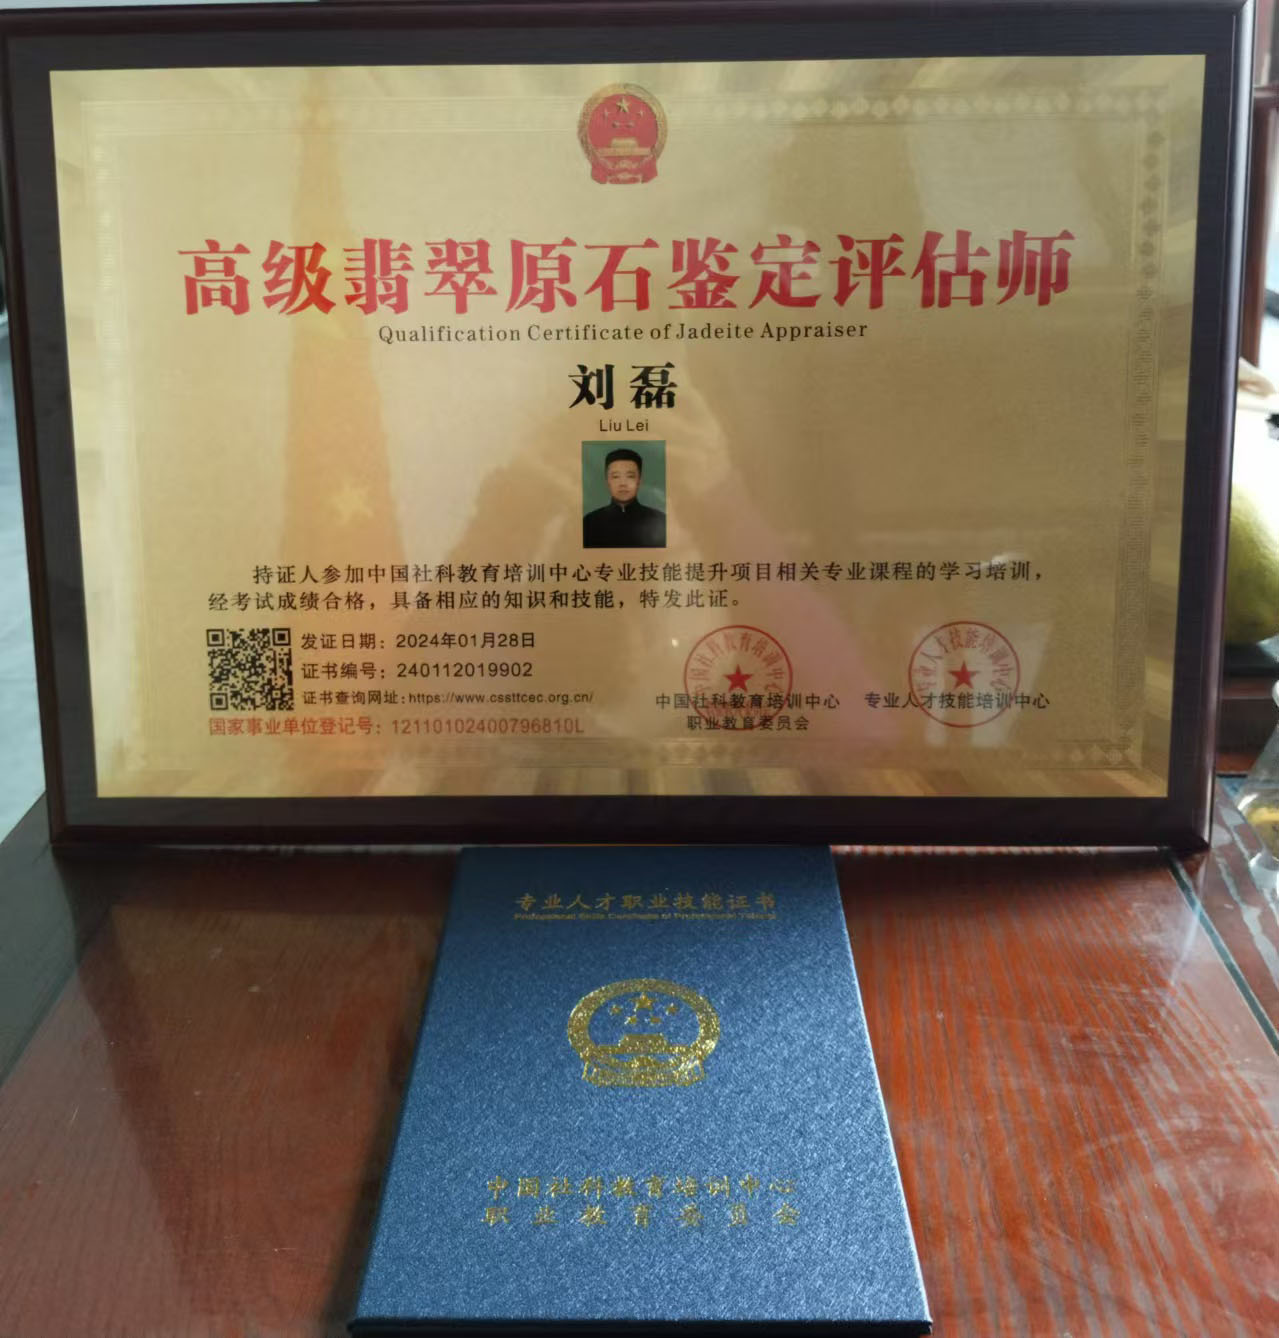 高级翡翠原石鉴定评估师
Qualification Certificate of Jadeite Appraiser
刘磊
Liu Lei
持证人参加中国社科教育培训中心专业技能提升项目相关专业课程的学习培训，
经考试成绩合格，具备相应的知识和技能，特发此证。
发证日期：2024年01月28日
证书编号：240112019902
证书查询网址：https://www.cssttcec.org.cn/
国家事业单位登记号：12110102400796810L
中国社科教育培训中心
职业教育委员会
专业人才技能培训中心
专业人才职业技能证书
中国社科教育培训中心
职业教育委员会